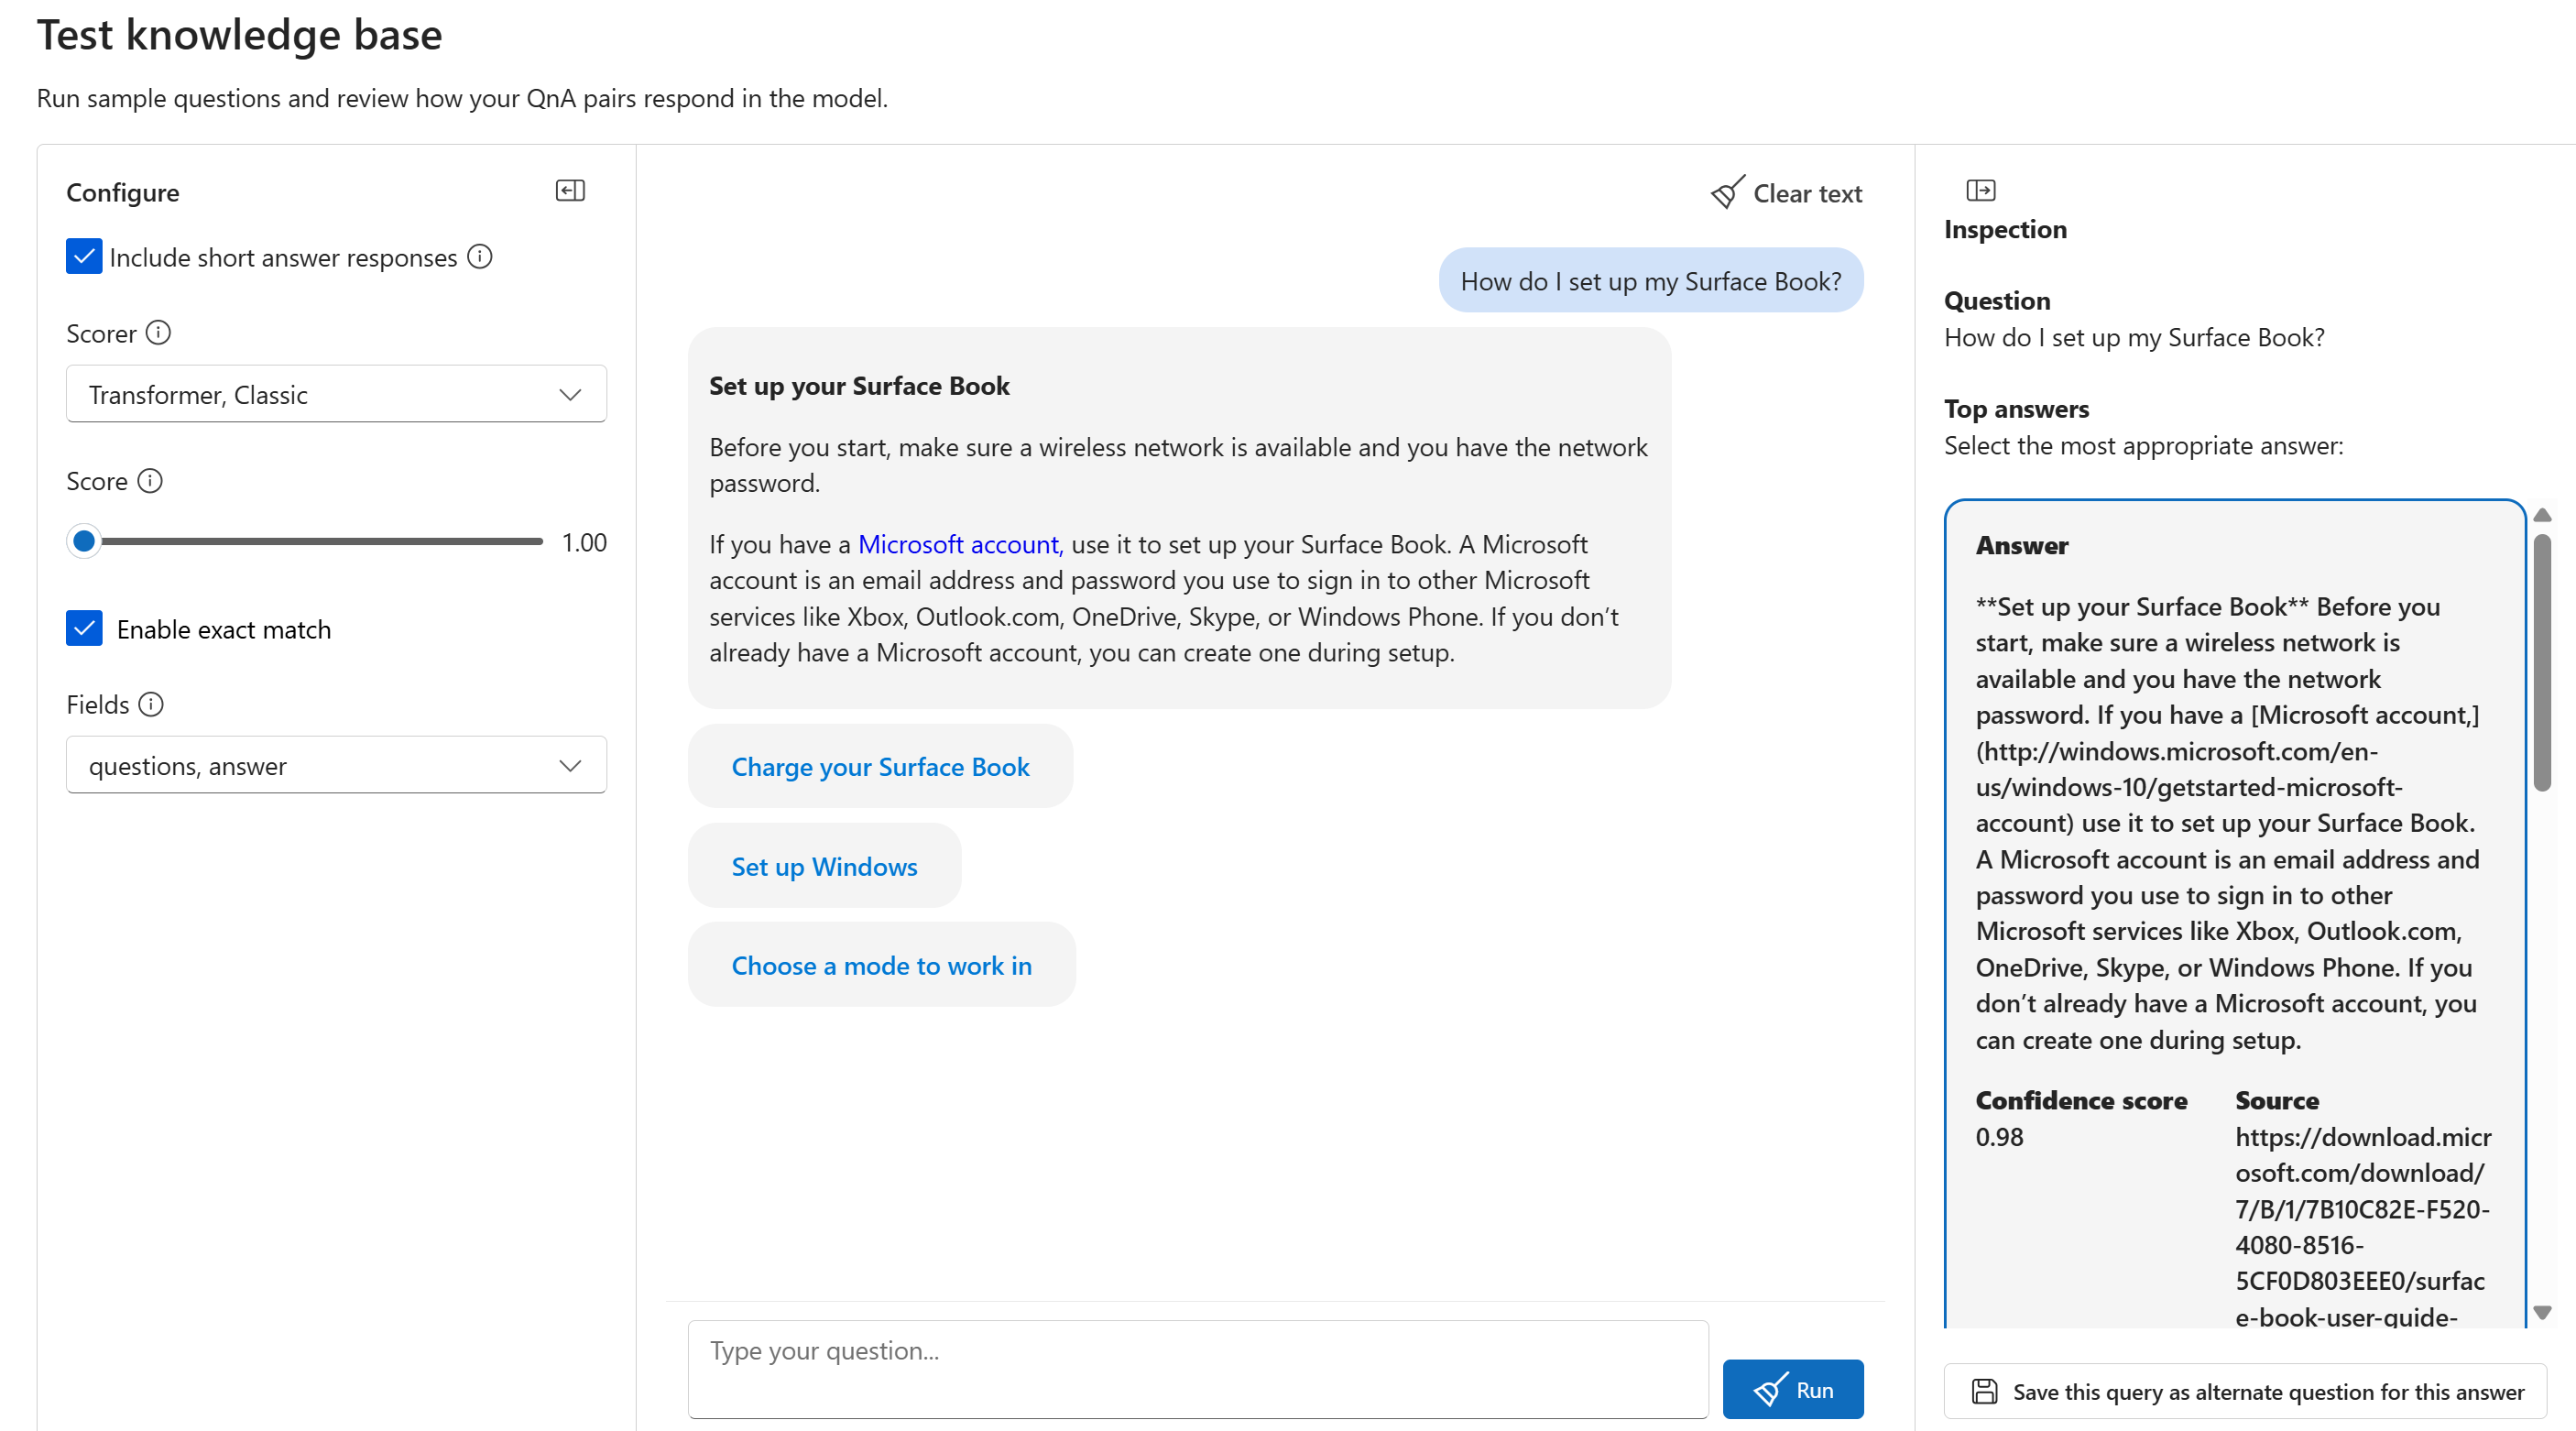 Test knowledge base
Run sample questions and review how your QnA pairs respond in the model.
Configure
Include short answer responses
Scorer
Transformer, Classic
Score
1.00
Enable exact match
Fields
questions, answer
Clear text
How do I set up my Surface Book?
Set up your Surface Book
Before you start, make sure a wireless network is available and you have the network
password.
If you have a Microsoft account, use it to set up your Surface Book. A Microsoft
account is an email address and password you use to sign in to other Microsoft
services like Xbox, Outlook.com, OneDrive, Skype, or Windows Phone. If you don’t
already have a Microsoft account, you can create one during setup.
Charge your Surface Book
Set up Windows
Choose a mode to work in
Type your question...
Run
Inspection
Question
How do I set up my Surface Book?
Top answers
Select the most appropriate answer:
Answer
**Set up your Surface Book** Before you
start, make sure a wireless network is
available and you have the network
password. If you have a [Microsoft account,]
(http://windows.microsoft.com/en-
us/windows-10/getstarted-microsoft-
account) use it to set up your Surface Book.
A Microsoft account is an email address and
password you use to sign in to other
Microsoft services like Xbox, Outlook.com,
OneDrive, Skype, or Windows Phone. If you
don’t already have a Microsoft account, you
can create one during setup.
Confidence score
0.98
Source
https://download.micr
osoft.com/download/
7/B/1/7B10C82E-F520-
4080-8516-
5CF0D803EEE0/surfac
e-book-user-guide-
Save this query as alternate question for this answer